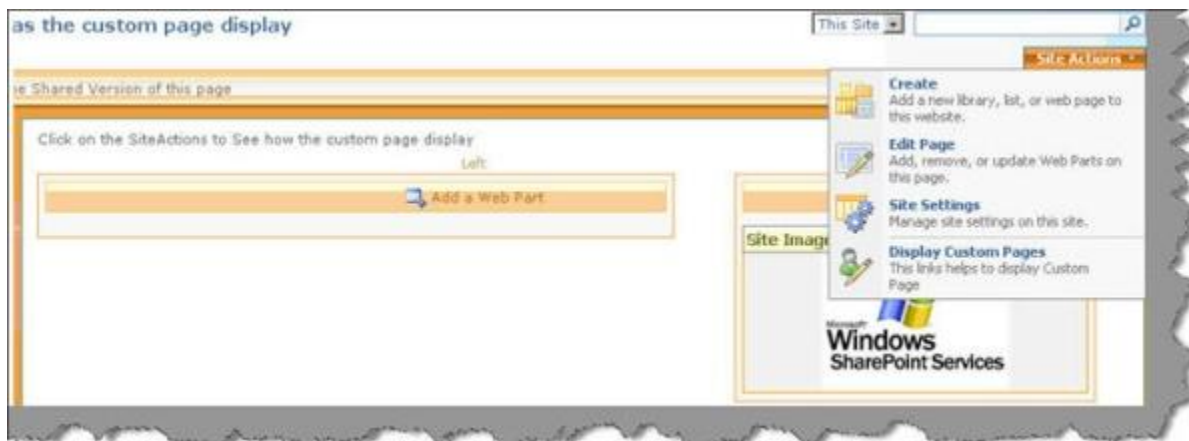 as the custom page display
This Site
Site Actions
e Shared Version of this page
Create
Add a new library, list, or web page to
this website.
Click on the SiteActions to See how the custom page display
Edit Page
Add, remove, or update Web Parts on
this page.
Left
Add a Web Part
Site Settings
Manage site settings on this site.
Site Image
Display Custom Pages
This links helps to display Custom
Page
Microsoft
Windows
SharePoint Services